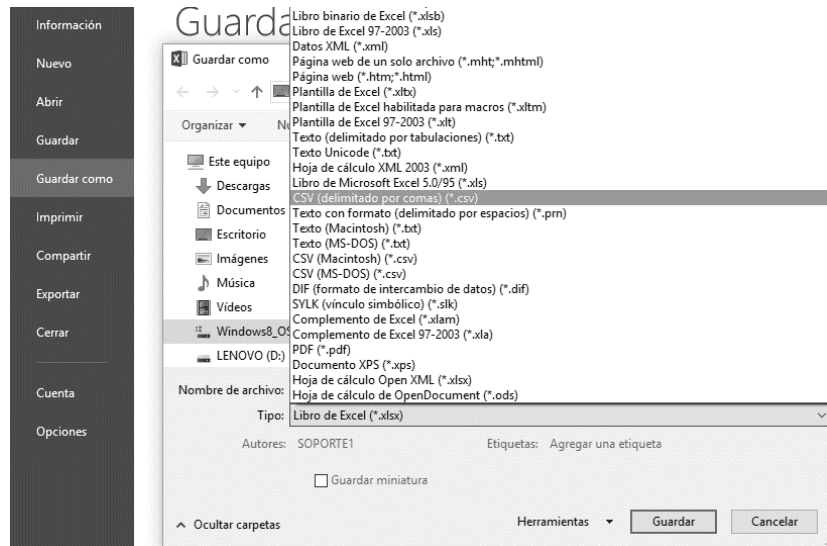 Información
Nuevo
Abrir
Guardar
Guardar como
Imprimir
Compartir
Exportar
Cerrar
Cuenta
Opciones
Guarda
Guardar como
Organizar
Este equipo
Descargas
Documentos
Escritorio
Imágenes
Música
Vídeos
Windows8_OS
LENOVO (D:)
Libro binario de Excel (*.xlsb)
Libro de Excel 97-2003 (*.xls)
Datos XML (*.xml)
Página web de un solo archivo (*.mht;*.mhtml)
Página web (*.htm;*.html)
Plantilla de Excel (*.xltx)
Plantilla de Excel habilitada para macros (*.xltm)
Plantilla de Excel 97-2003 (*.xlt)
Texto (delimitado por tabulaciones) (*.txt)
Texto Unicode (*.txt)
Hoja de cálculo XML 2003 (*.xml)
Libro de Microsoft Excel 5.0/95 (*.xls)
CSV (delimitado por comas) (*.csv)
Texto con formato (delimitado por espacios) (*.prn)
Texto (Macintosh) (*.txt)
Texto (MS-DOS) (*.txt)
CSV (Macintosh) (*.csv)
CSV (MS-DOS) (*.csv)
DIF (formato de intercambio de datos) (*.dif)
SYLK (vínculo simbólico) (*.slk)
Complemento de Excel (*.xlam)
Complemento de Excel 97-2003 (*.xla)
PDF (*.pdf)
Documento XPS (*.xps)
Hoja de cálculo Open XML (*.xlsx)
Hoja de cálculo de OpenDocument (*.ods)
Nombre de archivo:
Tipo: Libro de Excel (*.xlsx)
Autores: SOPORTE1 Etiquetas: Agregar una etiqueta
Guardar miniatura
Ocultar carpetas Herramientas Guardar Cancelar